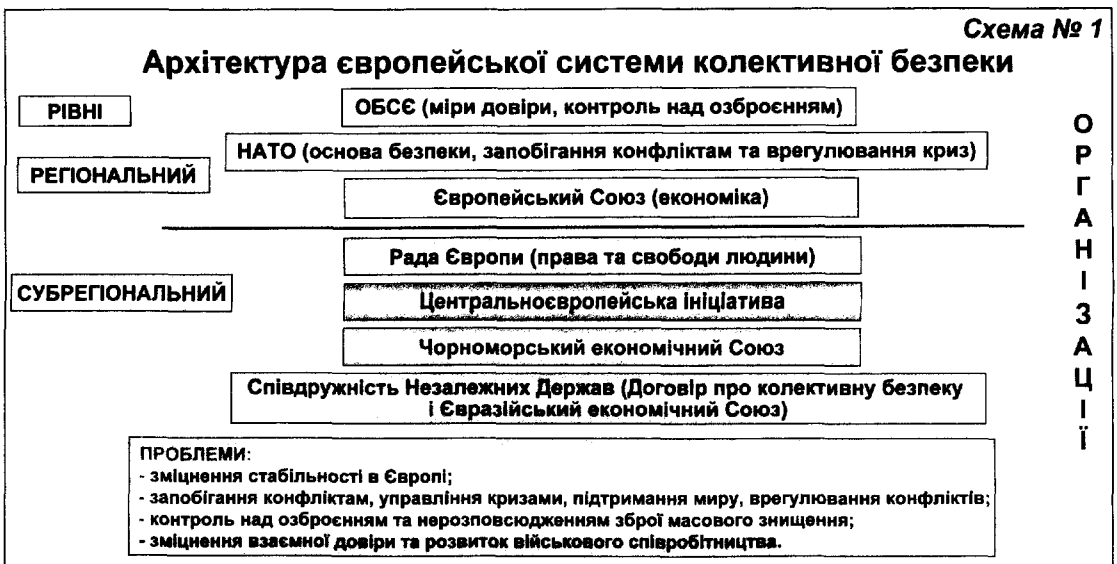 Схема № 1
Архітектура європейської системи колективної безпеки
РІВНІ
ОБСЄ (міри довіри, контроль над озброєнням)
НАТО (основа безпеки, запобігання конфліктам та врегулювання криз)
РЕГІОНАЛЬНИЙ
Європейський Союз (економіка)
Рада Європи (права та свободи людини)
СУБРЕГІОНАЛЬНИЙ
Центральноєвропейська ініціатива
Чорноморський економічний Союз
Співдружність Незалежних Держав (Договір про колективну безпеку
і Євразійський економічний Союз)
ОРГАНІЗАЦІЇ
ПРОБЛЕМИ:
- зміцнення стабільності в Європі;
- запобігання конфліктам, управління кризами, підтримання миру, врегулювання конфліктів;
- контроль над озброєнням та нерозповсюдженням зброї масового знищення;
- зміцнення взаємної довіри та розвиток військового співробітництва.